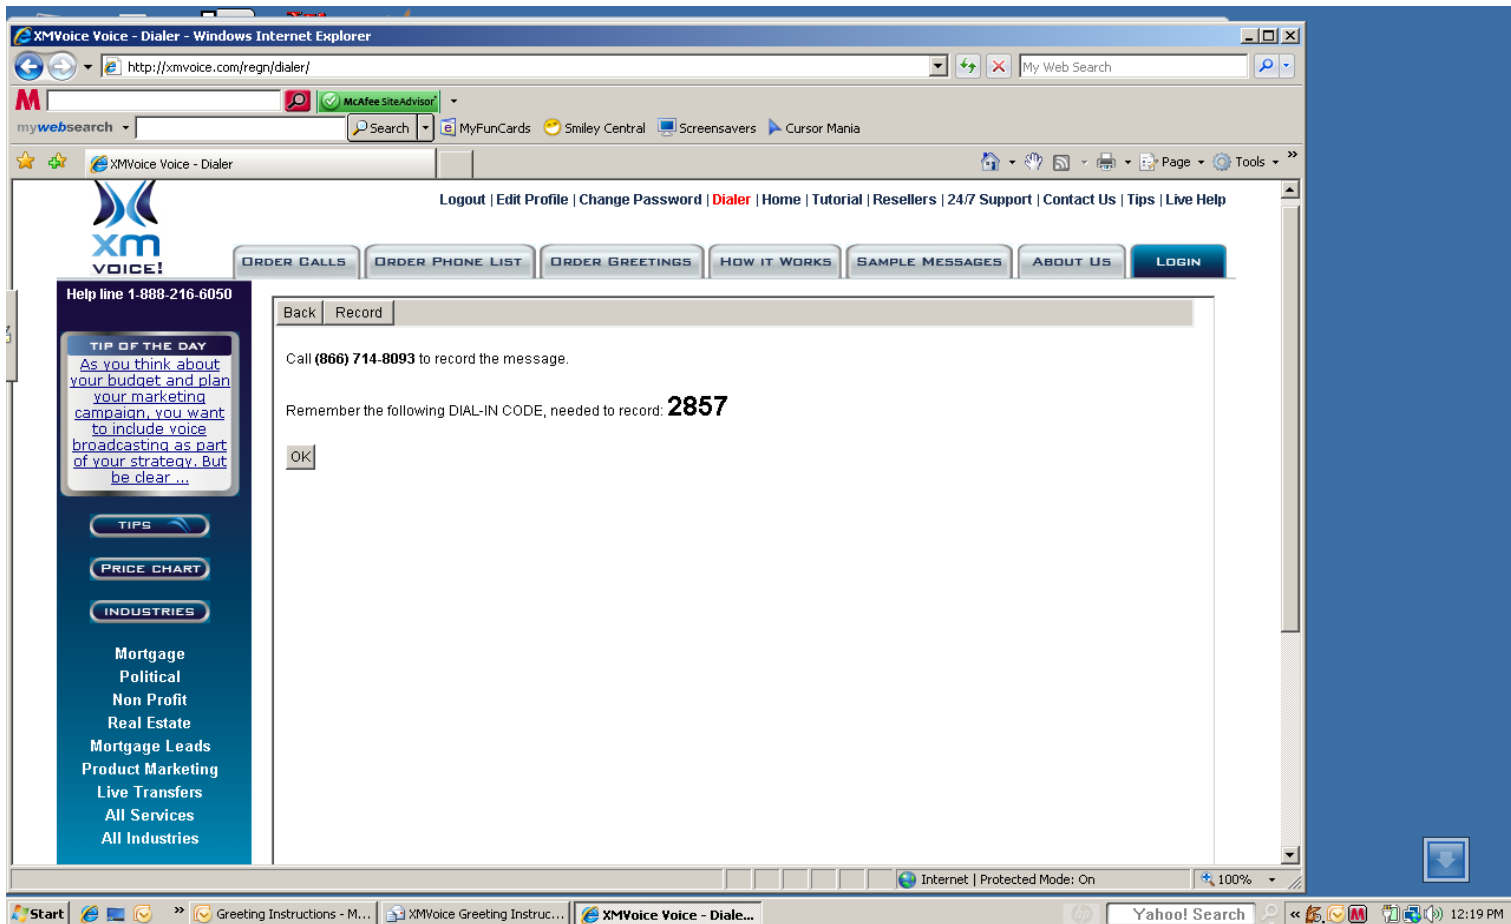 XMVoice Voice - Dialer - Windows Internet Explorer
http://xmvoice.com/regn/dialer/
My Web Search
McAfee SiteAdvisor
mywebsearch
Search
MyFunCards
Smiley Central
Screensavers
Cursor Mania
XMVoice Voice - Dialer
Page
Tools
»
xm
VOICE!
Logout | Edit Profile | Change Password | Dialer | Home | Tutorial | Resellers | 24/7 Support | Contact Us | Tips | Live Help
ORDER CALLS
ORDER PHONE LIST
ORDER GREETINGS
HOW IT WORKS
SAMPLE MESSAGES
ABOUT US
LOGIN
Help line 1-888-216-6050
TIP OF THE DAY
As you think about
your budget and plan
your marketing
campaign, you want
to include voice
broadcasting as part
of your strategy. But
be clear ...
TIPS
PRICE CHART
INDUSTRIES
Mortgage
Political
Non Profit
Real Estate
Mortgage Leads
Product Marketing
Live Transfers
All Services
All Industries
Back
Record
Call (866) 714-8093 to record the message.
Remember the following DIAL-IN CODE, needed to record: 2857
OK
Internet | Protected Mode: On
100%
Start
»
Greeting Instructions - M...
XMVoice Greeting Instruc...
XMVoice Voice - Diale...
Yahoo! Search
«
12:19 PM